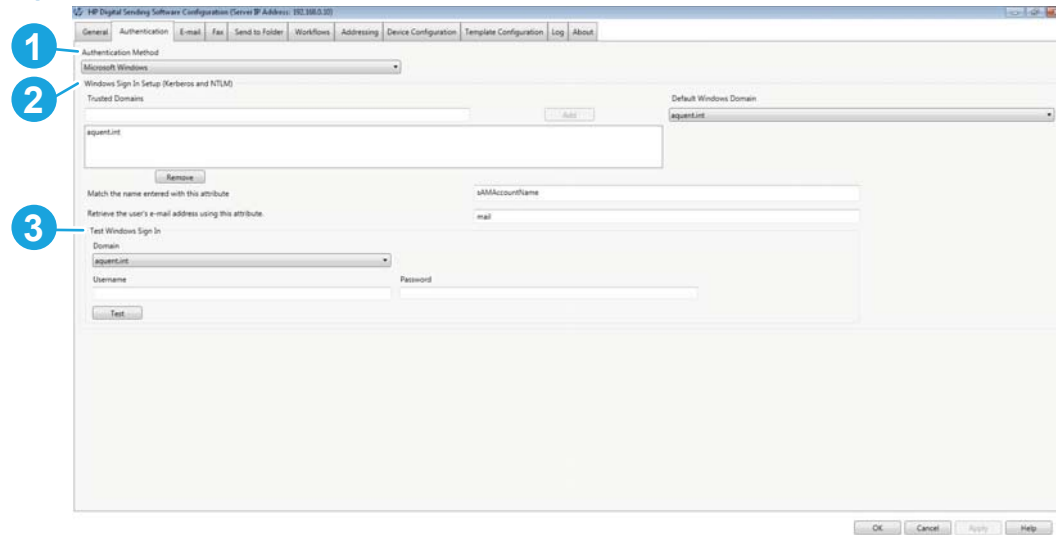 HP Digital Sending Software Configuration (Server IP Address: 192.168.0.10)
General Authentication E-mail Fax Send to Folder Workflows Addressing Device Configuration Template Configuration Log About
1
Authentication Method
Microsoft Windows
2
Windows Sign In Setup (Kerberos and NTLM)
Trusted Domains
Default Windows Domain
Add
aquent.int
aquent.int
Remove
Match the name entered with this attribute
sAMAccountName
Retrieve the user's e-mail address using this attribute.
mail
3
Test Windows Sign In
Domain
aquent.int
Username Password
Test
OK Cancel Apply Help